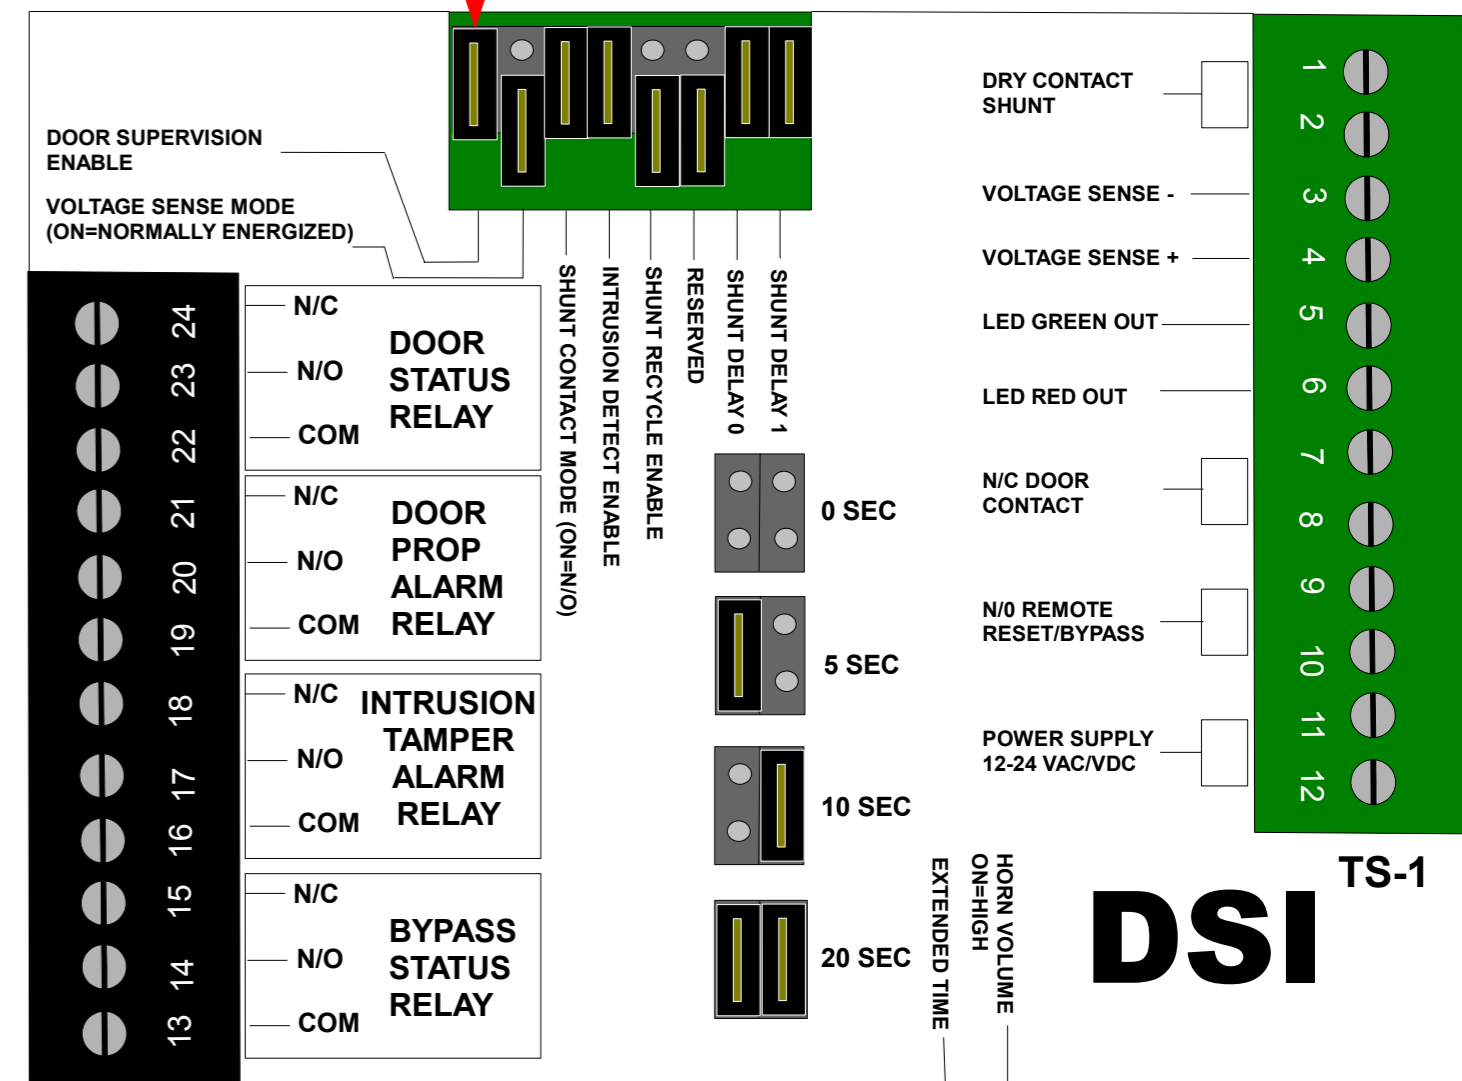 DOOR SUPERVISION
ENABLE
VOLTAGE SENSE MODE
(ON=NORMALLY ENERGIZED)
SHUNT CONTACT MODE (ON=N/O)
INTRUSION DETECT ENABLE
SHUNT RECYCLE ENABLE
RESERVED
SHUNT DELAY 0
SHUNT DELAY 1
24
23
22
21
20
19
18
17
16
15
14
13
N/C
N/O
COM
DOOR
STATUS
RELAY
N/C
N/O
COM
DOOR
PROP
ALARM
RELAY
N/C
N/O
COM
INTRUSION
TAMPER
ALARM
RELAY
N/C
N/O
COM
BYPASS
STATUS
RELAY
0 SEC
5 SEC
10 SEC
20 SEC
EXTENDED TIME
HORN VOLUME
ON=HIGH
DRY CONTACT
SHUNT
VOLTAGE SENSE -
VOLTAGE SENSE +
LED GREEN OUT
LED RED OUT
N/C DOOR
CONTACT
N/0 REMOTE
RESET/BYPASS
POWER SUPPLY
12-24 VAC/VDC
1
2
3
4
5
6
7
8
9
10
11
12
TS-1
DSI